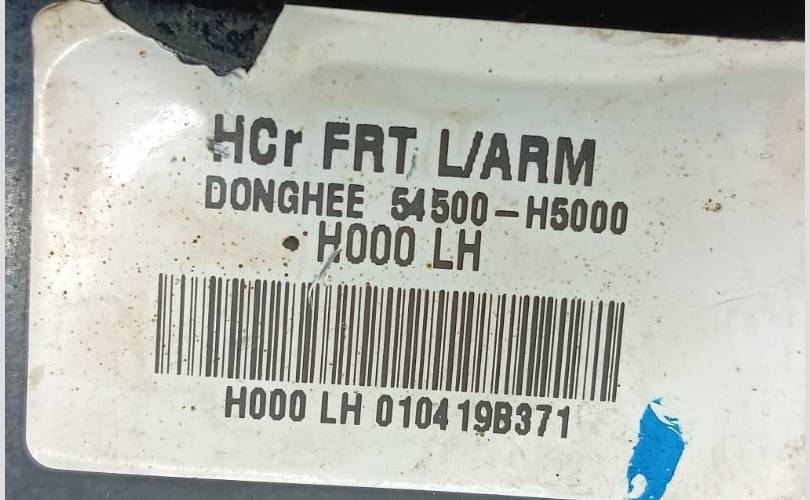 HCr FRT L/ARM
DONGHEE 54500-H5000
H000 LH
H000 LH 010419B371